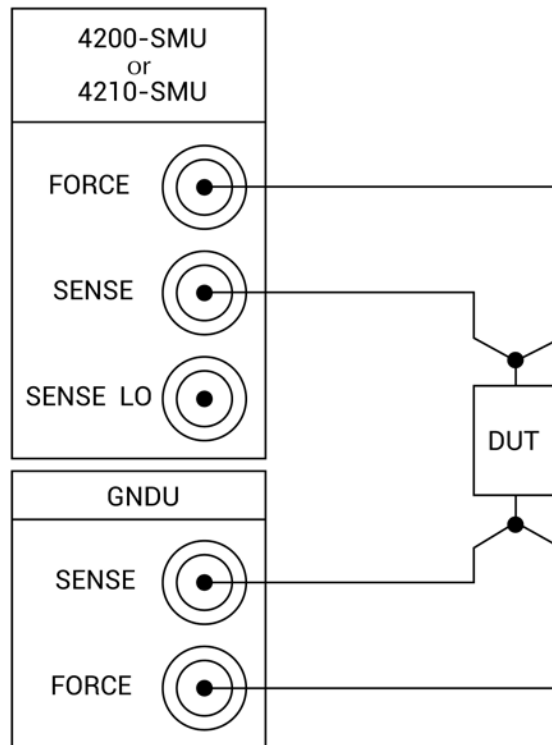 4200-SMU
or
4210-SMU
FORCE
SENSE
SENSE LO
DUT
GNDU
SENSE
FORCE